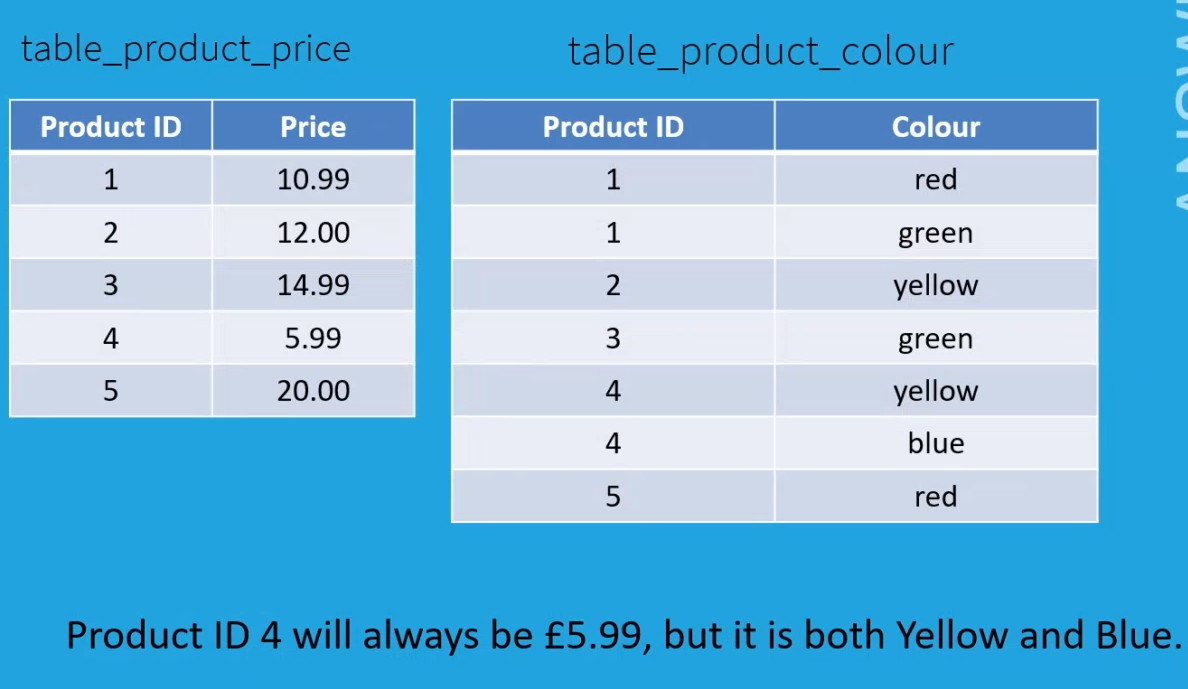 table_product_price
Product ID Price
1 10.99
2 12.00
3 14.99
4 5.99
5 20.00
table_product_colour
Product ID Colour
1 red
1 green
2 yellow
3 green
4 yellow
4 blue
5 red
Product ID 4 will always be £5.99, but it is both Yellow and Blue.